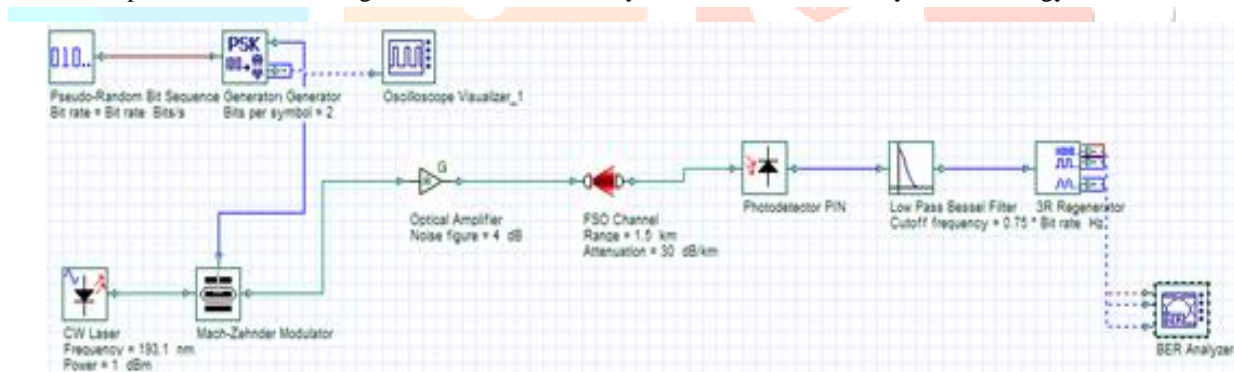 010..
PSK
Pseudo-Random Bit Sequence Generator
Bit rate = Bit rate Bits/s
Generator
Bits per symbol = 2
Oscilloscope Visualizer_1
G
Optical Amplifier
Noise figure = 4 dB
FSO Channel
Range = 1.5 km
Attenuation = 30 dB/km
Photodetector PIN
Low Pass Bessel Filter
Cutoff frequency = 0.75 * Bit rate Hz
3R Regenerator
CW Laser
Frequency = 193.1 nm
Power = 1 dBm
Mach-Zehnder Modulator
BER Analyzer